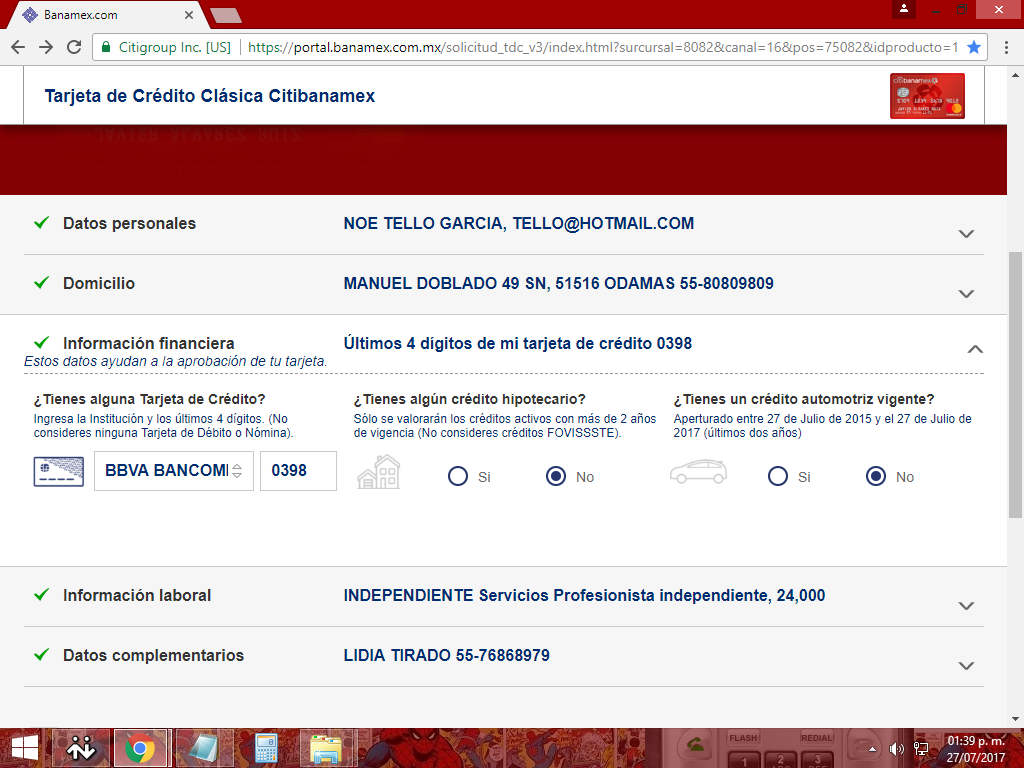 Banamex.com
Citigroup Inc. [US] https://portal.banamex.com.mx/solicitud_tdc_v3/index.html?surcursal=8082&canal=16&pos=75082&idproducto=1
Tarjeta de Crédito Clásica Citibanamex
citibanamex
JAVIER ALVAREZ RUIZ
Datos personales NOE TELLO GARCIA, TELLO@HOTMAIL.COM
Domicilio MANUEL DOBLADO 49 SN, 51516 ODAMAS 55-80809809
Información financiera Últimos 4 dígitos de mi tarjeta de crédito 0398
Estos datos ayudan a la aprobación de tu tarjeta.
¿Tienes alguna Tarjeta de Crédito?
Ingresa la Institución y los últimos 4 dígitos. (No
consideres ninguna Tarjeta de Débito o Nómina).
BBVA BANCOM
0398
¿Tienes algún crédito hipotecario?
Sólo se valorarán los créditos activos con más de 2 años
de vigencia (No consideres créditos FOVISSSTE).
Si No
¿Tienes un crédito automotriz vigente?
Aperturado entre 27 de Julio de 2015 y el 27 de Julio de
2017 (últimos dos años)
Si No
Información laboral INDEPENDIENTE Servicios Profesionista independiente, 24,000
Datos complementarios LIDIA TIRADO 55-76868979
FLASH REDIAL
1 2 3
01:39 p. m.
27/07/2017